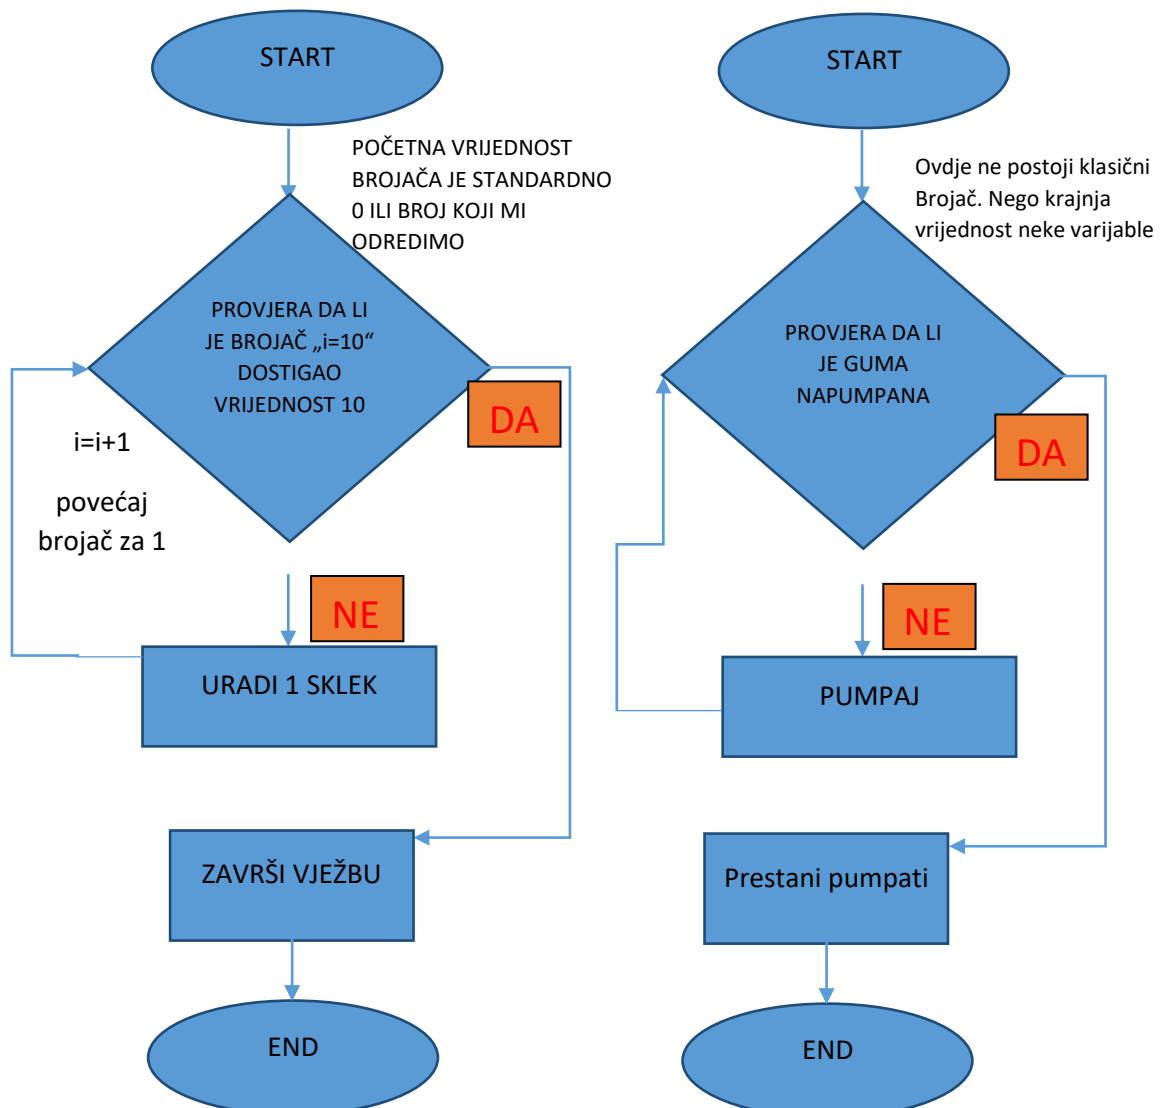 START
POČETNA VRIJEDNOST
BROJAČA JE STANDARDNO
0 ILI BROJ KOJI MI
ODREDIMO
PROVJERA DA LI
JE BROJAČ „i=10“
DOSTIGAO
VRIJEDNOST 10
DA
i=i+1
povećaj
brojač za 1
NE
URADI 1 SKLEK
ZAVRŠI VJEŽBU
END
START
Ovdje ne postoji klasični
Brojač. Nego krajnja
vrijednost neke varijable
PROVJERA DA LI
JE GUMA
NAPUMPANA
DA
NE
PUMPAJ
Prestani pumpati
END